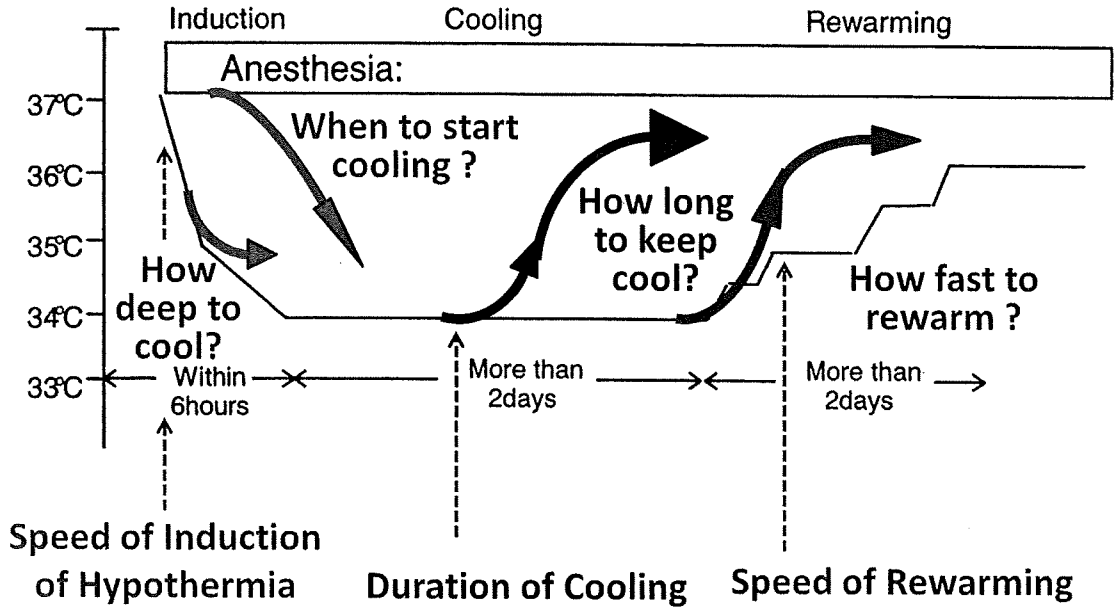 Induction
Cooling
Rewarming
Anesthesia:
37°C
36°C
35°C
34°C
33°C
When to start
cooling ?
How long
to keep
cool?
How
deep to
cool?
How fast to
rewarm ?
Within
6hours
More than
2days
More than
2days
Speed of Induction
of Hypothermia
Duration of Cooling
Speed of Rewarming